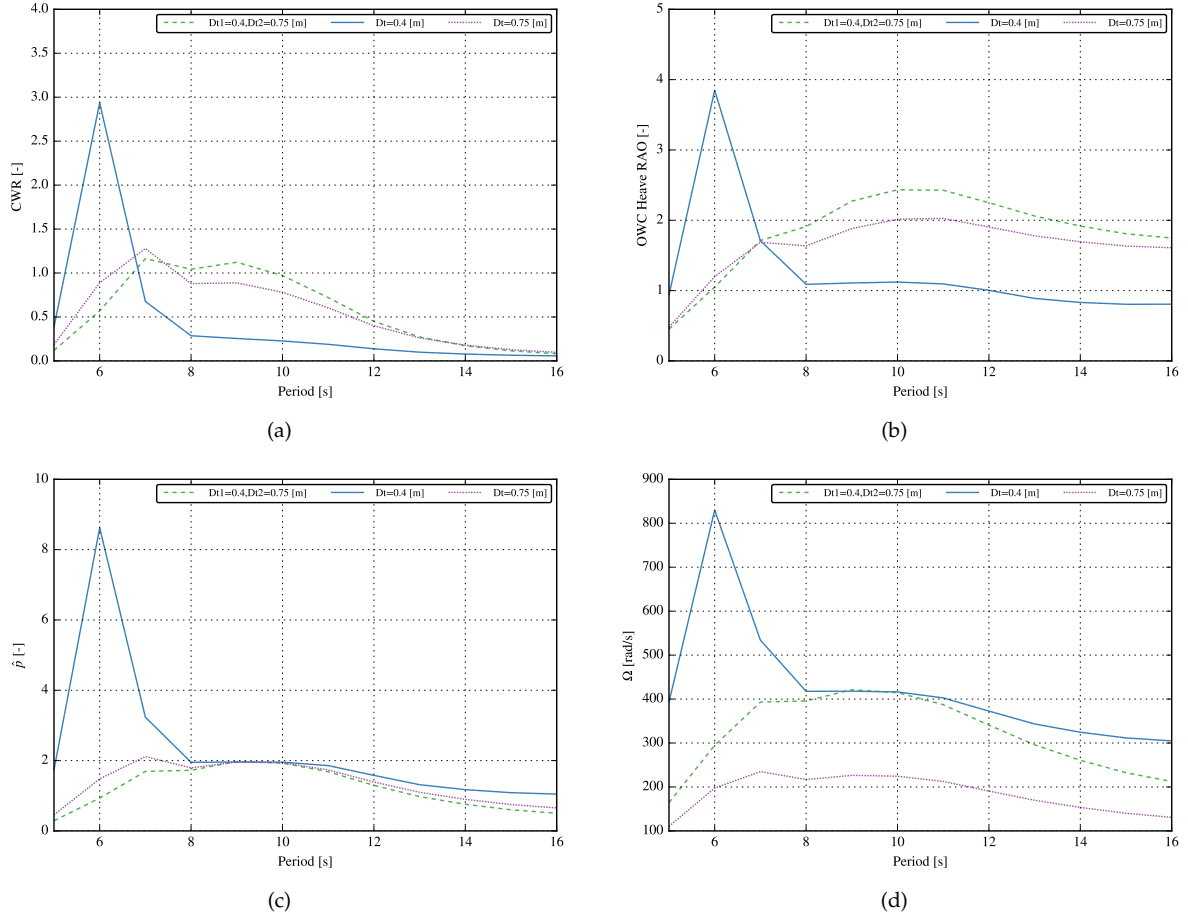 Dt1=0.4,Dt2=0.75 [m] Dt=0.4 [m] Dt=0.75 [m]
4.0
3.5
3.0
2.5
2.0
1.5
1.0
0.5
0.0
CWR [-]
6 8 10 12 14 16
Period [s]
(a)
Dt1=0.4,Dt2=0.75 [m] Dt=0.4 [m] Dt=0.75 [m]
5
4
3
2
1
0
OWC Heave RAO [-]
6 8 10 12 14 16
Period [s]
(b)
Dt1=0.4,Dt2=0.75 [m] Dt=0.4 [m] Dt=0.75 [m]
10
8
6
4
2
0
p̂ [-]
6 8 10 12 14 16
Period [s]
(c)
Dt1=0.4,Dt2=0.75 [m] Dt=0.4 [m] Dt=0.75 [m]
900
800
700
600
500
400
300
200
100
Ω [rad/s]
6 8 10 12 14 16
Period [s]
(d)